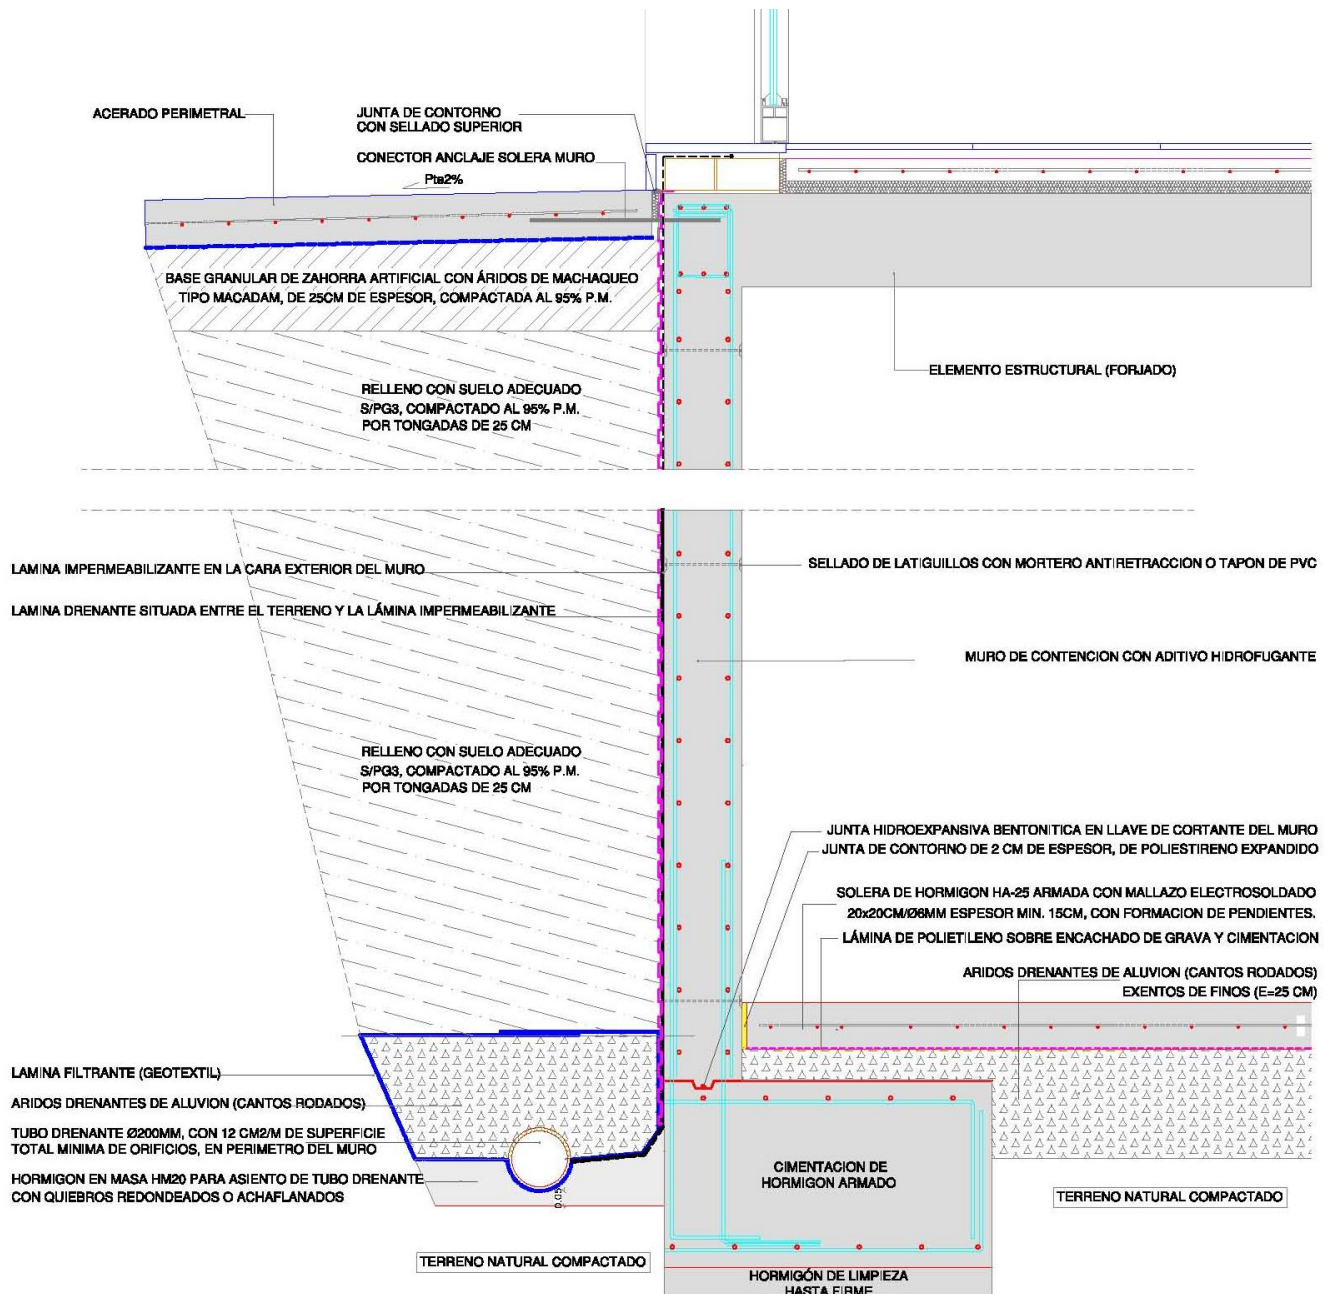 ACERADO PERIMETRAL
JUNTA DE CONTORNO
CON SELLADO SUPERIOR
CONECTOR ANCLAJE SOLERA MURO
Pte2%
BASE GRANULAR DE ZAHORRA ARTIFICIAL CON ÁRIDOS DE MACHAQUEO
TIPO MACADAM, DE 25CM DE ESPESOR, COMPACTADA AL 95% P.M.
ELEMENTO ESTRUCTURAL (FORJADO)
RELLENO CON SUELO ADECUADO
S/PG3, COMPACTADO AL 95% P.M.
POR TONGADAS DE 25 CM
LAMINA IMPERMEABILIZANTE EN LA CARA EXTERIOR DEL MURO
SELLADO DE LATIGUILLOS CON MORTERO ANTIRETRACCION O TAPON DE PVC
LAMINA DRENANTE SITUADA ENTRE EL TERRENO Y LA LÁMINA IMPERMEABILIZANTE
MURO DE CONTENCION CON ADITIVO HIDROFUGANTE
RELLENO CON SUELO ADECUADO
S/PG3, COMPACTADO AL 95% P.M.
POR TONGADAS DE 25 CM
JUNTA HIDROEXPANSIVA BENTONITICA EN LLAVE DE CORTANTE DEL MURO
JUNTA DE CONTORNO DE 2 CM DE ESPESOR, DE POLIESTIRENO EXPANDIDO
SOLERA DE HORMIGON HA-25 ARMADA CON MALLAZO ELECTROSOLDADO
20x20CM/Ø6MM ESPESOR MIN. 15CM, CON FORMACION DE PENDIENTES.
LÁMINA DE POLIETILENO SOBRE ENCACHADO DE GRAVA Y CIMENTACION
ARIDOS DRENANTES DE ALUVION (CANTOS RODADOS)
EXENTOS DE FINOS (E=25 CM)
LAMINA FILTRANTE (GEOTEXTIL)
ARIDOS DRENANTES DE ALUVION (CANTOS RODADOS)
TUBO DRENANTE Ø200MM, CON 12 CM2/M DE SUPERFICIE
TOTAL MINIMA DE ORIFICIOS, EN PERIMETRO DEL MURO
HORMIGON EN MASA HM20 PARA ASIENTO DE TUBO DRENANTE
CON QUIEBROS REDONDEADOS O ACHAFLANADOS
0.05
CIMENTACION DE
HORMIGON ARMADO
TERRENO NATURAL COMPACTADO
TERRENO NATURAL COMPACTADO
HORMIGÓN DE LIMPIEZA
HASTA FIRME